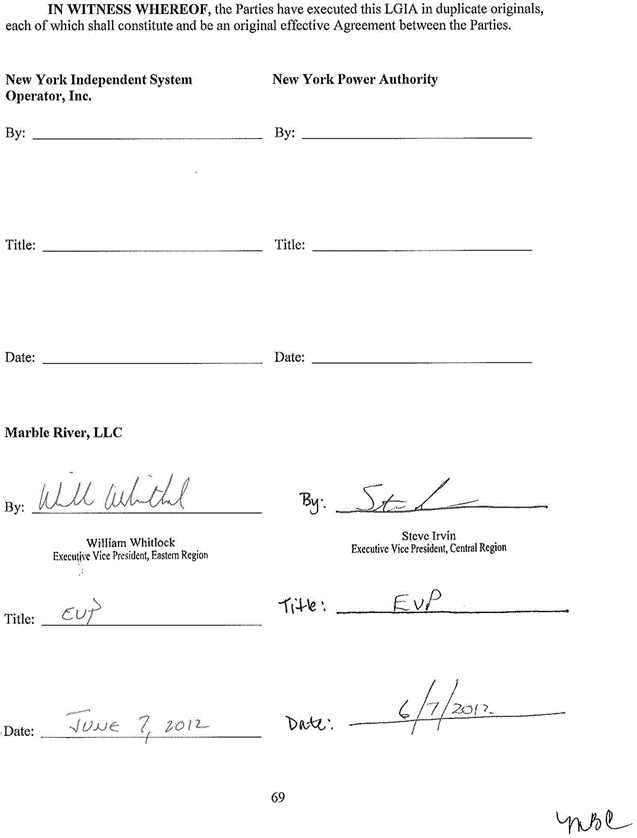 IN WITNESS WHEREOF, the Parties have executed this LGIA in duplicate originals,
each of which shall constitute and be an original effective Agreement between the Parties.
New York Independent System
Operator, Inc.
New York Power Authority
By:
By:
Title:
Title:
Date:
Date:
Marble River, LLC
By: Will Whitlock
By: Steve
William Whitlock
Executive Vice President, Eastern Region
Steve Irvin
Executive Vice President, Central Region
Title: EVP
Title: EVP
Date: JUNE 7, 2012
Date: 6/7/2012
69